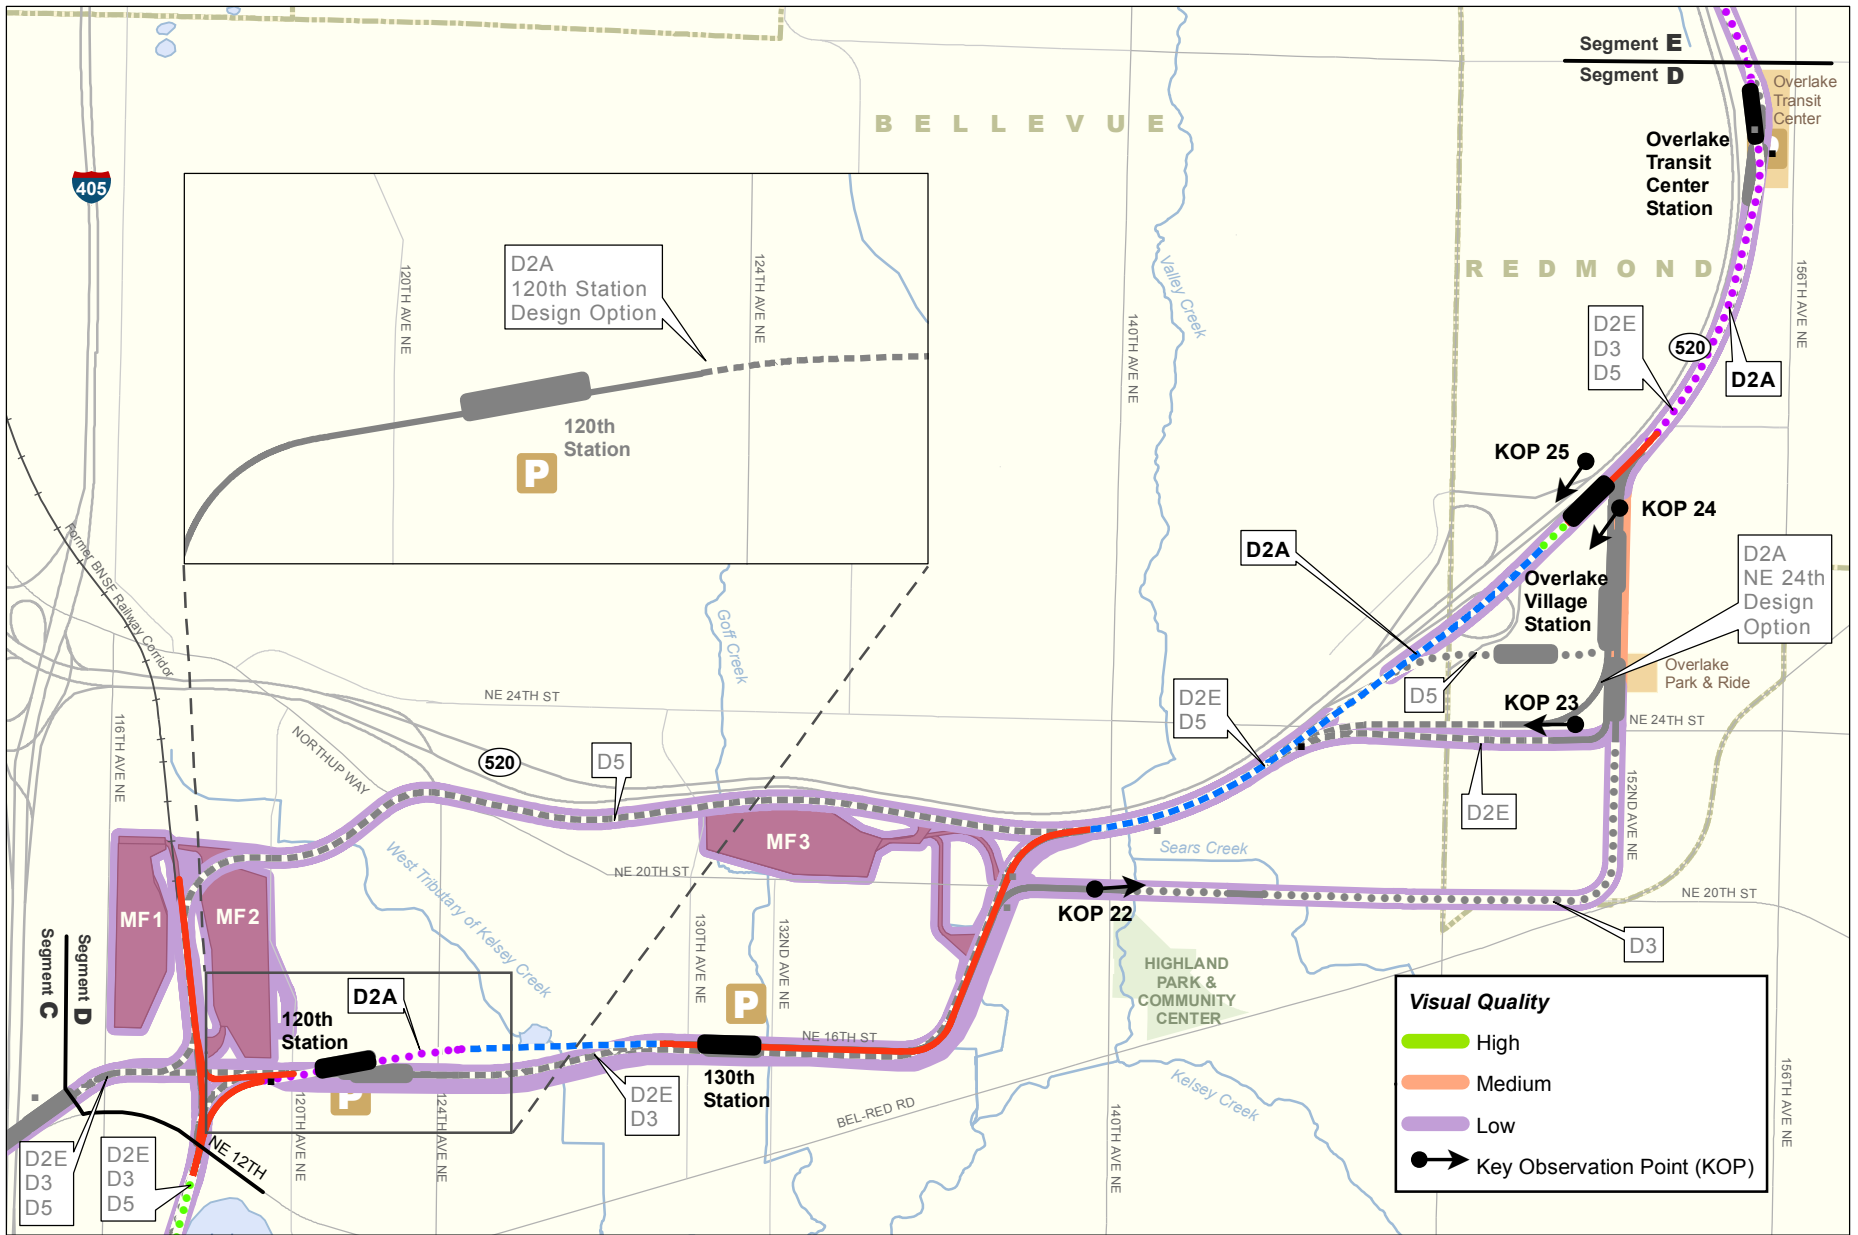 Segment E
Segment D
Overlake
Transit
Center
BELLEVUE
Overlake
Transit
Center
Station
405
D2A
120th Station
Design Option
120TH AVE NE
124TH AVE NE
120th
Station
P
Valley Creek
140TH AVE NE
REDMOND
156TH AVE NE
D2E
D3
D5
520
D2A
KOP 25
KOP 24
D2A
D2A
NE 24th
Design
Option
Overlake
Village
Station
Former BNSF Railway Corridor
Goff Creek
Overlake
Park & Ride
D2E
D5
D5
KOP 23
NE 24TH ST
NE 24TH ST
116TH AVE NE
NORTHUP WAY
520
D5
D2E
152ND AVE NE
MF3
West Tributary of Kelsey Creek
NE 20TH ST
Sears Creek
NE 20TH ST
MF1
MF2
KOP 22
130TH AVE NE
132ND AVE NE
D3
Segment C
Segment D
D2A
120th
Station
P
P
NE 16TH ST
130th
Station
HIGHLAND
PARK &
COMMUNITY
CENTER
D2E
D3
120TH AVE NE
124TH AVE NE
BEL-RED RD
140TH AVE NE
Kelsey Creek
156TH AVE NE
NE 12TH
D2E
D3
D5
D2E
D3
D5
Visual Quality
High
Medium
Low
Key Observation Point (KOP)